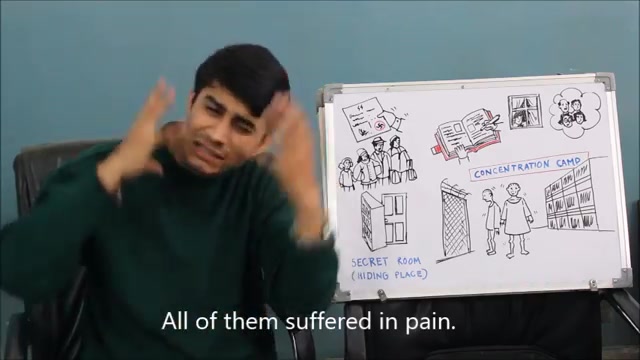 CONCENTRATION CAMP
SECRET ROOM
(HIDING PLACE)
All of them suffered in pain.